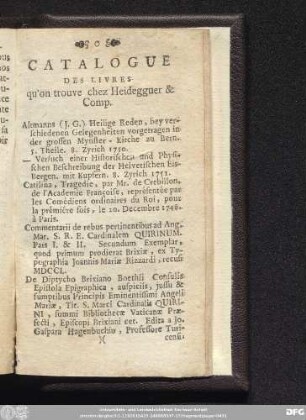 CATALOGUE
DES LIVRES
qu'on trouve chez Heidegguer &
Comp.
Altmanns (J. G.) Heilige Reden, bey ver-
schiedenen Gelegenheiten vorgetragen in
der grossen Mynster-Kirche zu Bern.
5. Theile. 8. Zyrich 1750.
— Versuch einer Historischen und Physi-
schen Beschreibung der Helvetischen Eis-
Bergen. mit Kupfern. 8. Zyrich 1751.
Catilina, Tragedie, par Mr. de Crebillon,
de l'Academie Françoise, représentée par
les Comédiens ordinaires du Roi, pour
la première fois, le 20. Decembre 1748.
à Paris.
Commentarii de rebus pertinentibus ad Ang.
Mar. S. R. E. Cardinalem QUIRINUM.
Pars I. & II. Secundum Exemplar,
quod primum prodierat Brixiæ, ex Ty-
pographia Joannis Mariæ Rizzardi, recusi
MDCCL.
De Diptycho Brixiano Boethii Consulis
Epistola Epigraphica, auspiciis, jussu &
sumptibus Principis Eminentissimi Angeli
Mariæ, Tit. S. Marci Cardinalis QUIRI-
NI, summi Bibliothecæ Vaticanæ Præ-
fecti, Episcopi Brixiani cet. Edita a Jo.
Gaspare Hagenbuchio, Professore Turi-
X censi.